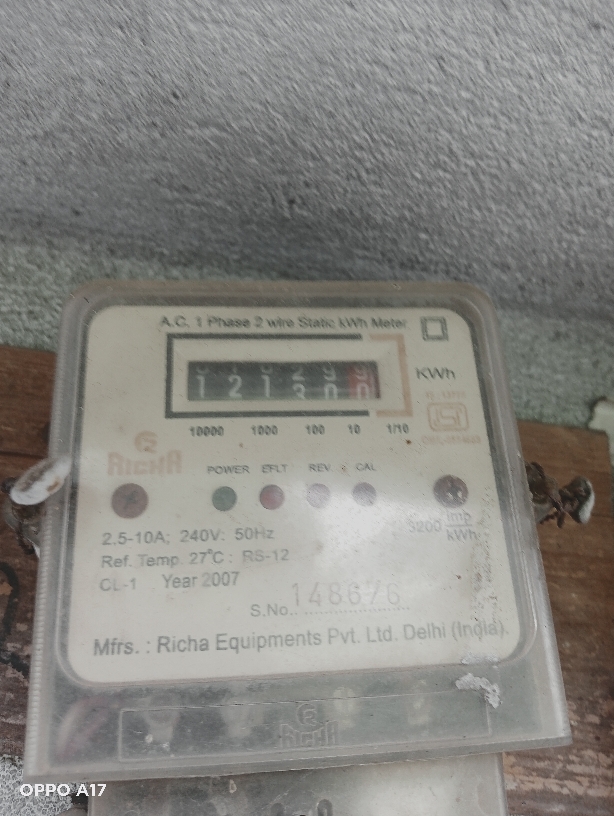 A.C. 1 Phase 2 wire Static kWh Meter
KWh
10000 1000 100 10 1/10
RICHA
POWER EFLT REV. CAL
3200 imp/kWh
2.5-10A; 240V: 50Hz
Ref. Temp. 27°C : RS-12
CL-1 Year 2007
S.No. 148676
Mfrs. : Richa Equipments Pvt. Ltd. Delhi (India).
RICHA
OPPO A17